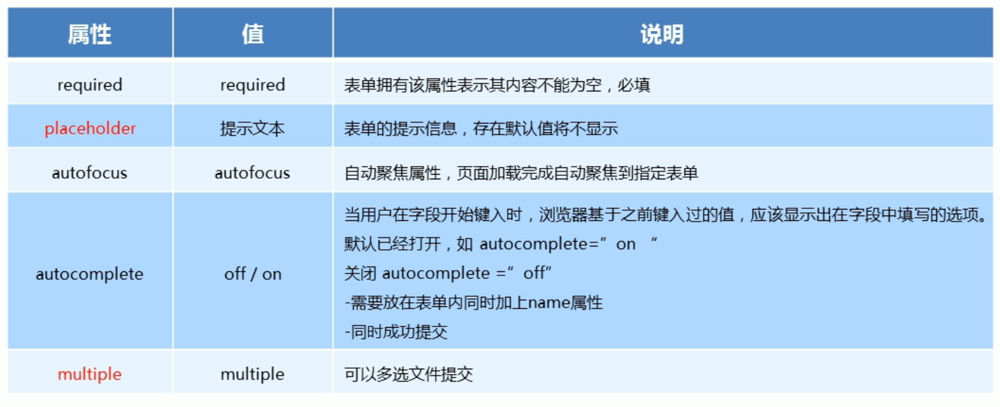 属性 值 说明
required required 表单拥有该属性表示其内容不能为空，必填
placeholder 提示文本 表单的提示信息，存在默认值将不显示
autofocus autofocus 自动聚焦属性，页面加载完成自动聚焦到指定表单
autocomplete off / on 当用户在字段开始键入时，浏览器基于之前键入过的值，应该显示出在字段中填写的选项。
默认已经打开，如 autocomplete=”on “
关闭 autocomplete =”off”
-需要放在表单内同时加上name属性
-同时成功提交
multiple multiple 可以多选文件提交